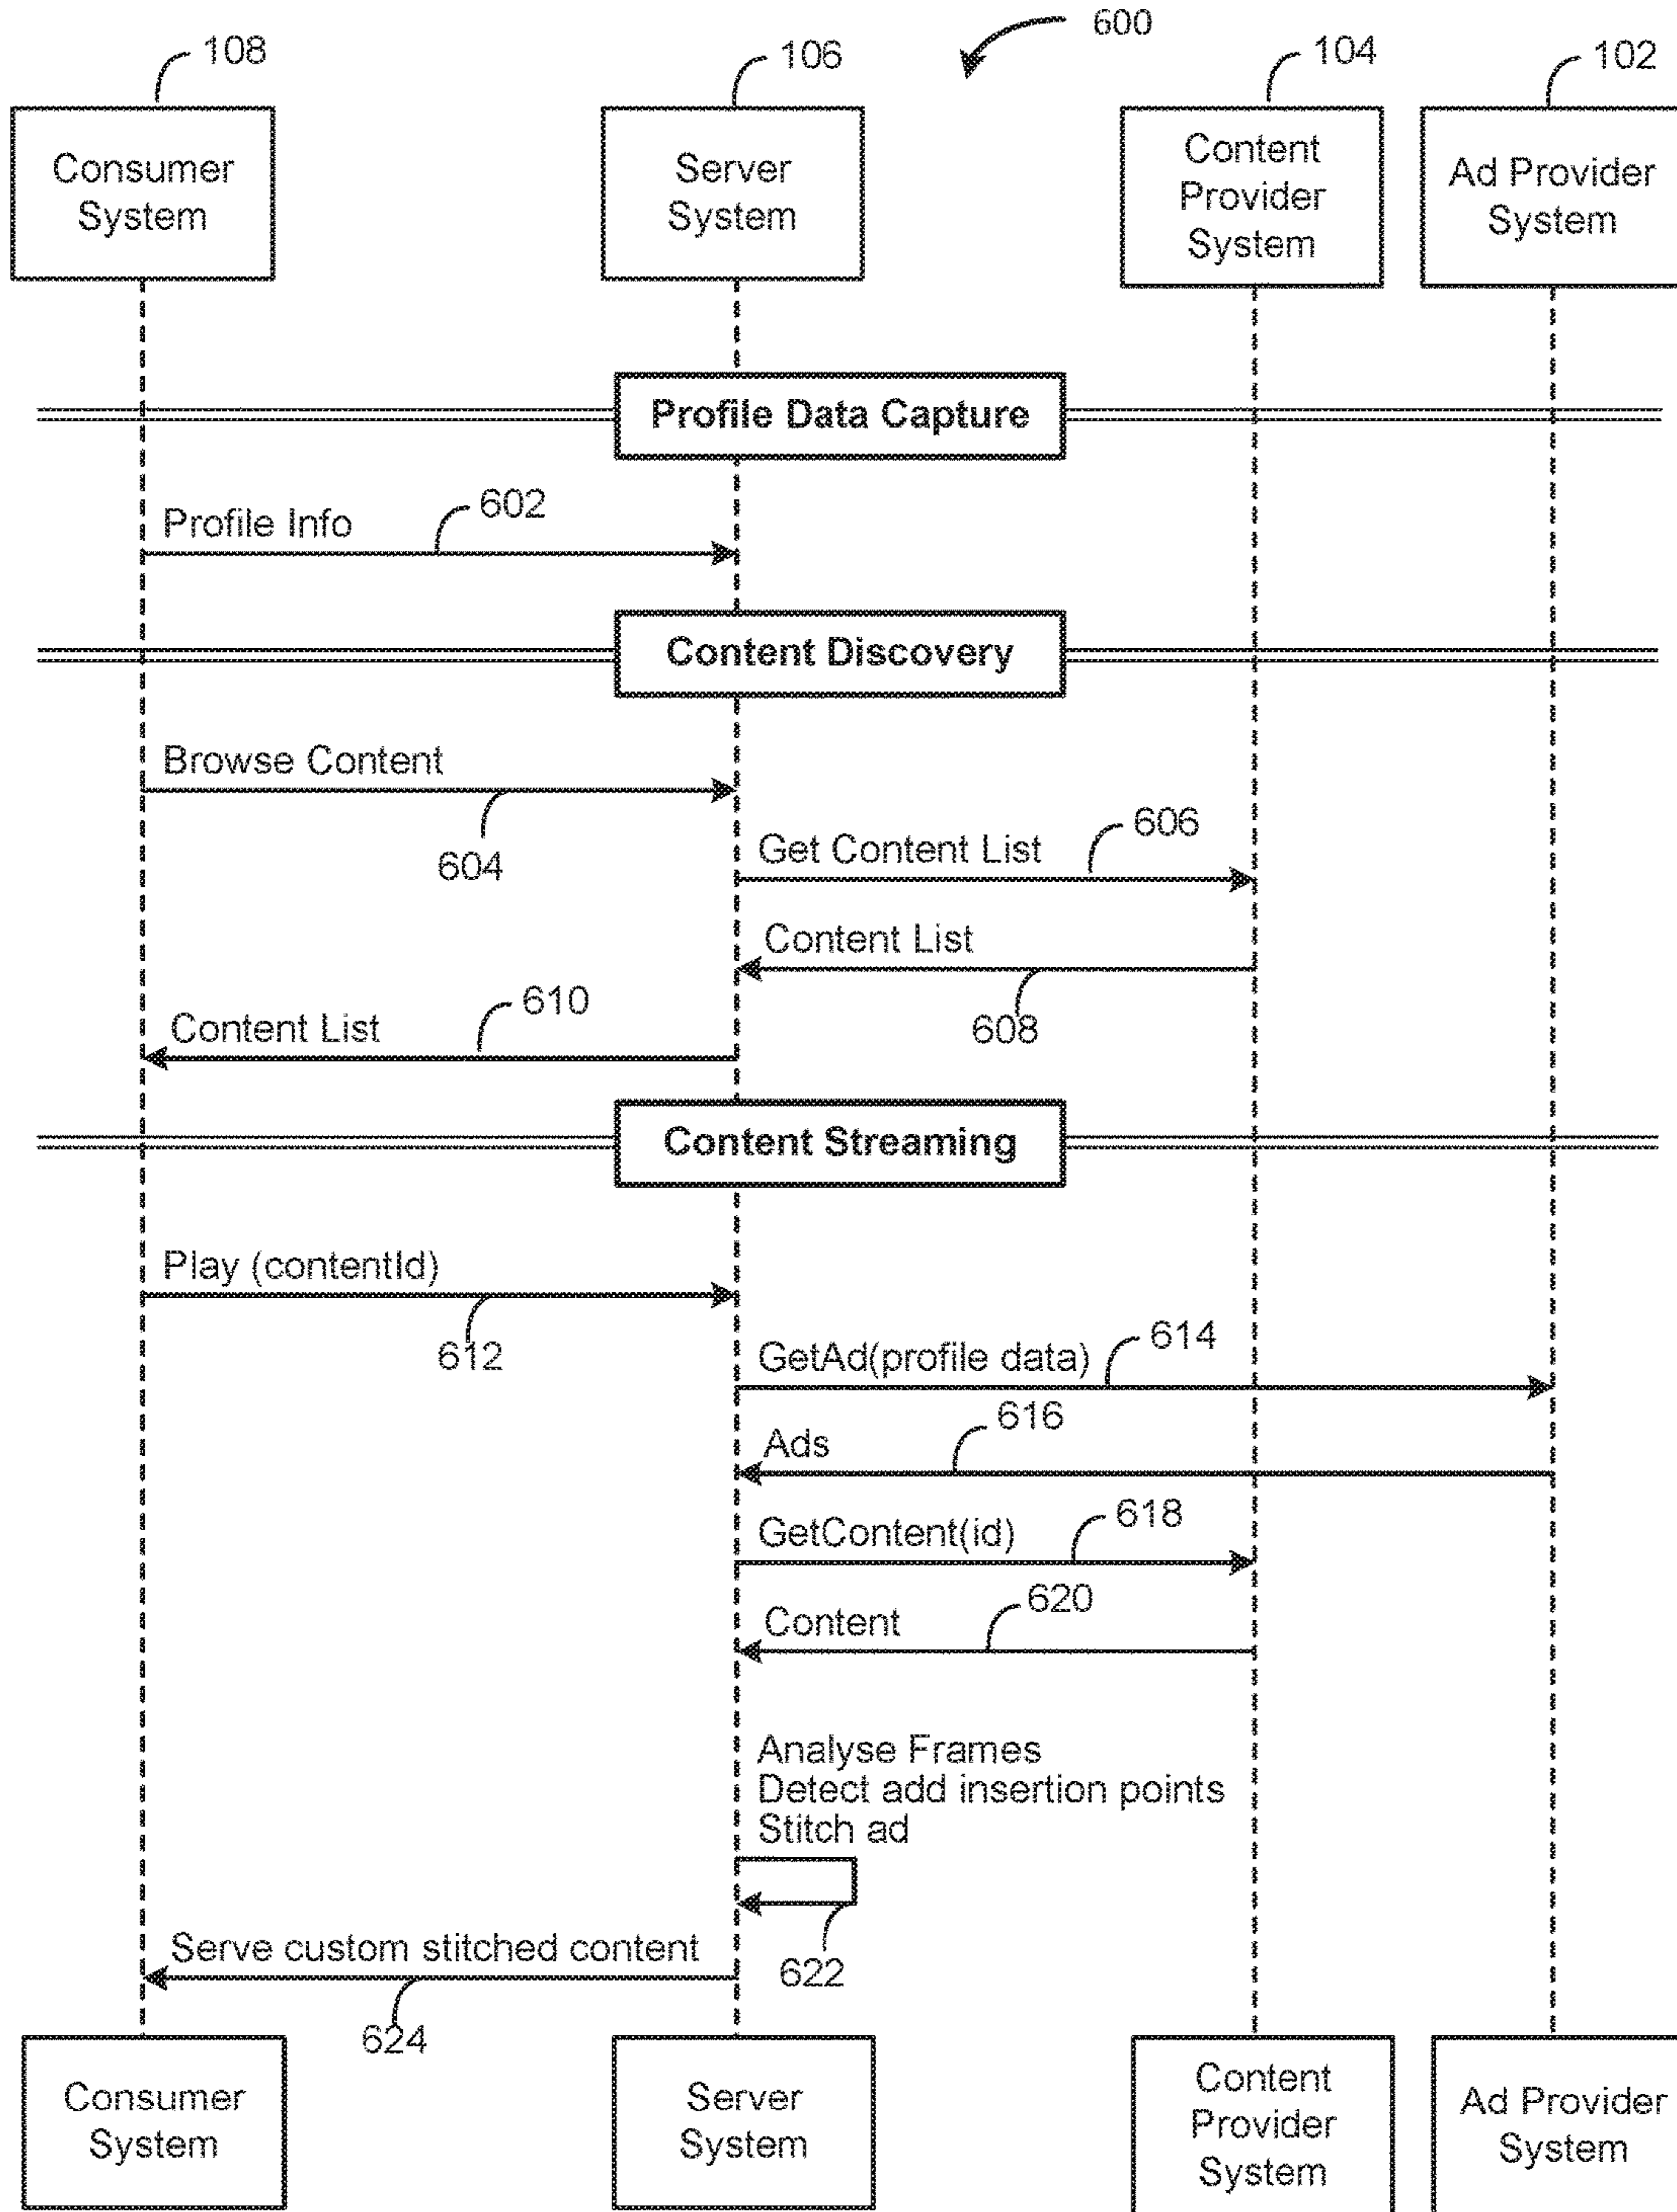 600
108
106
104
102
Consumer
System
Server
System
Content
Provider
System
Ad Provider
System
Profile Data Capture
Profile Info
602
Content Discovery
Browse Content
604
Get Content List
606
Content List
608
Content List
610
Content Streaming
Play (contentId)
612
GetAd(profile data)
614
Ads
616
GetContent(id)
618
Content
620
Analyse Frames
Detect add insertion points
Stitch ad
622
Serve custom stitched content
624
Consumer
System
Server
System
Content
Provider
System
Ad Provider
System